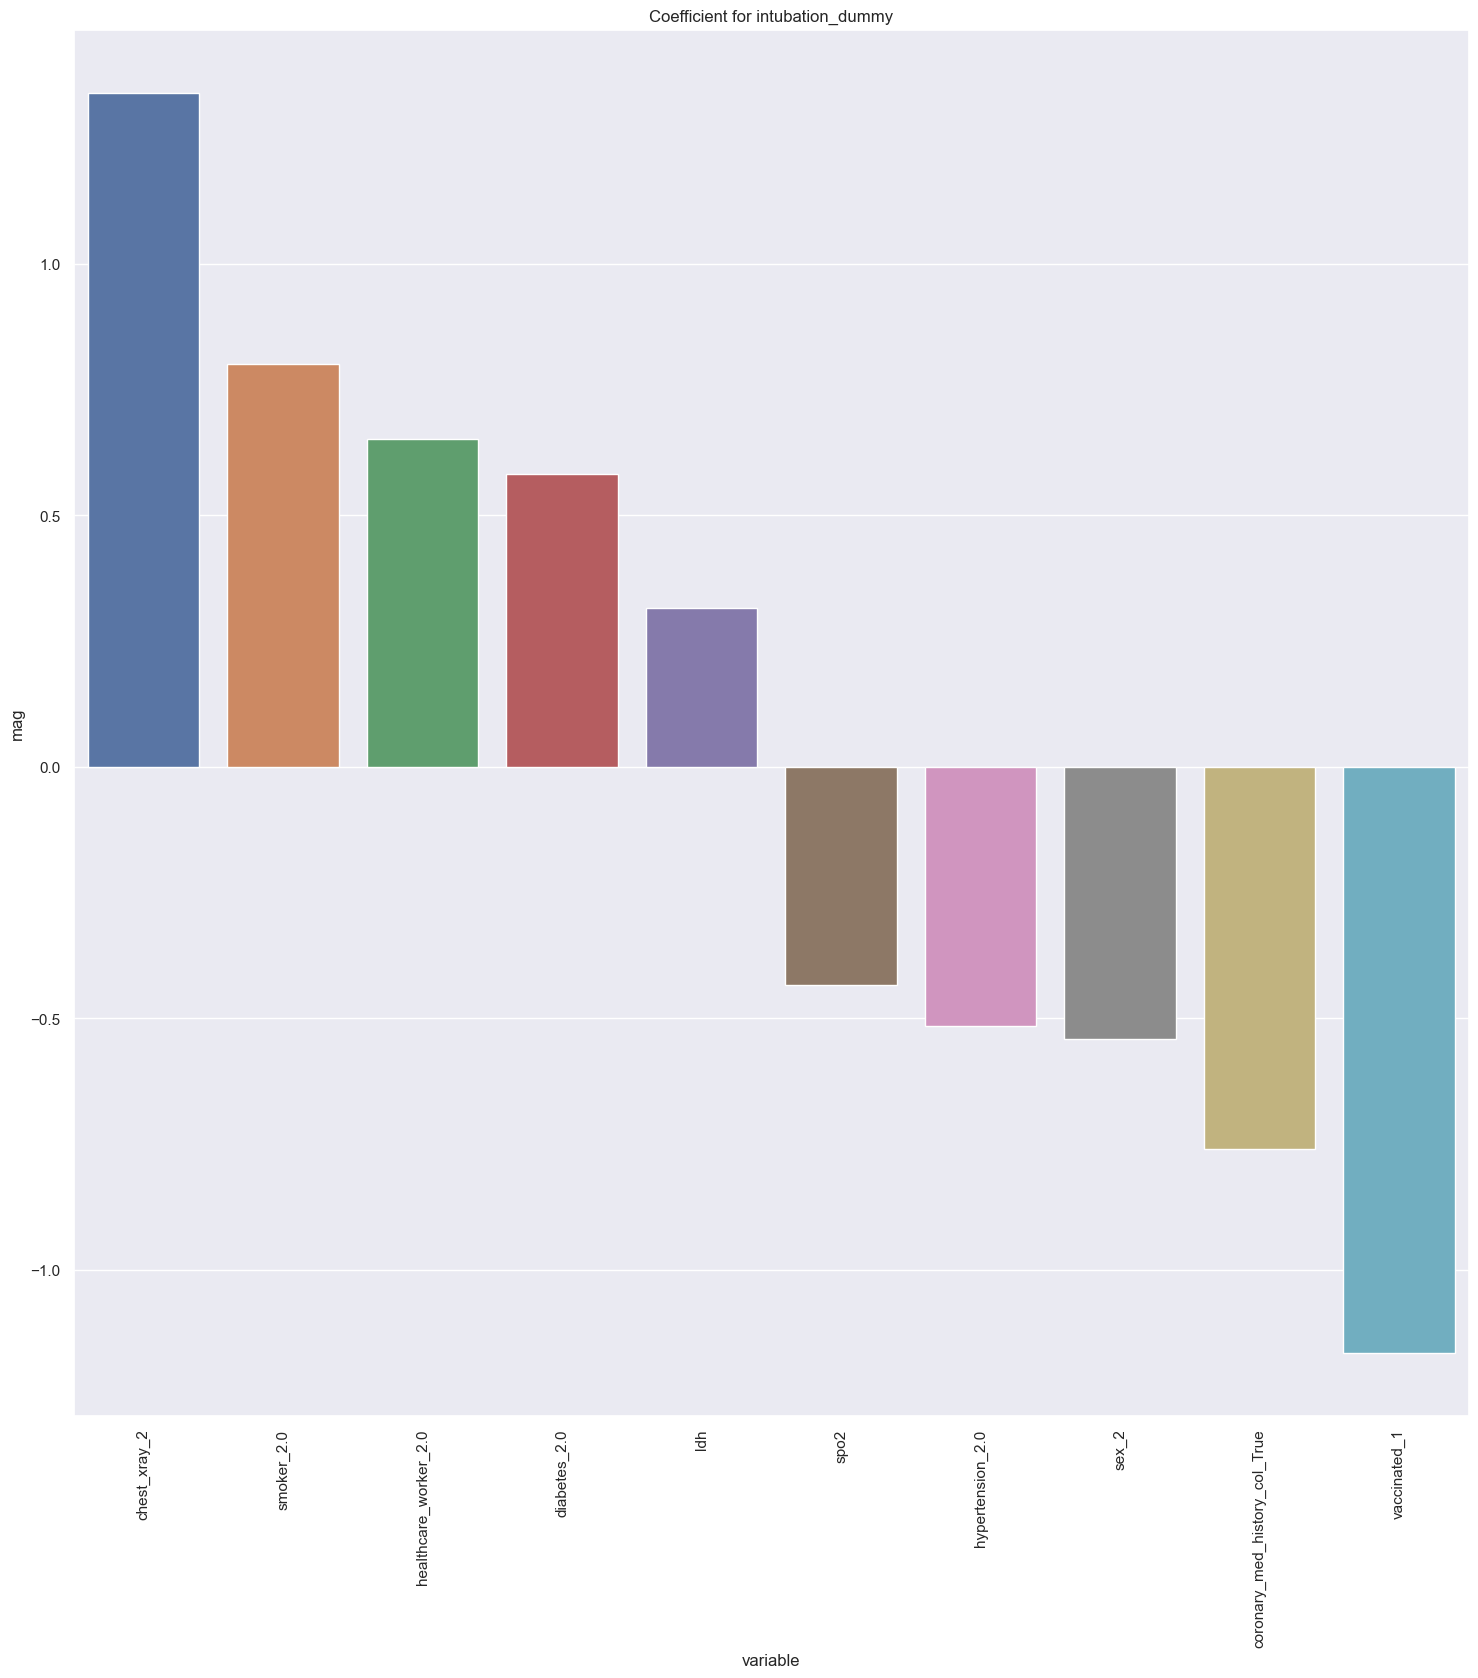 Coefficient for intubation_dummy
mag
1.0
0.5
0.0
−0.5
−1.0
chest_xray_2
smoker_2.0
healthcare_worker_2.0
diabetes_2.0
ldh
spo2
hypertension_2.0
sex_2
coronary_med_history_col_True
vaccinated_1
variable